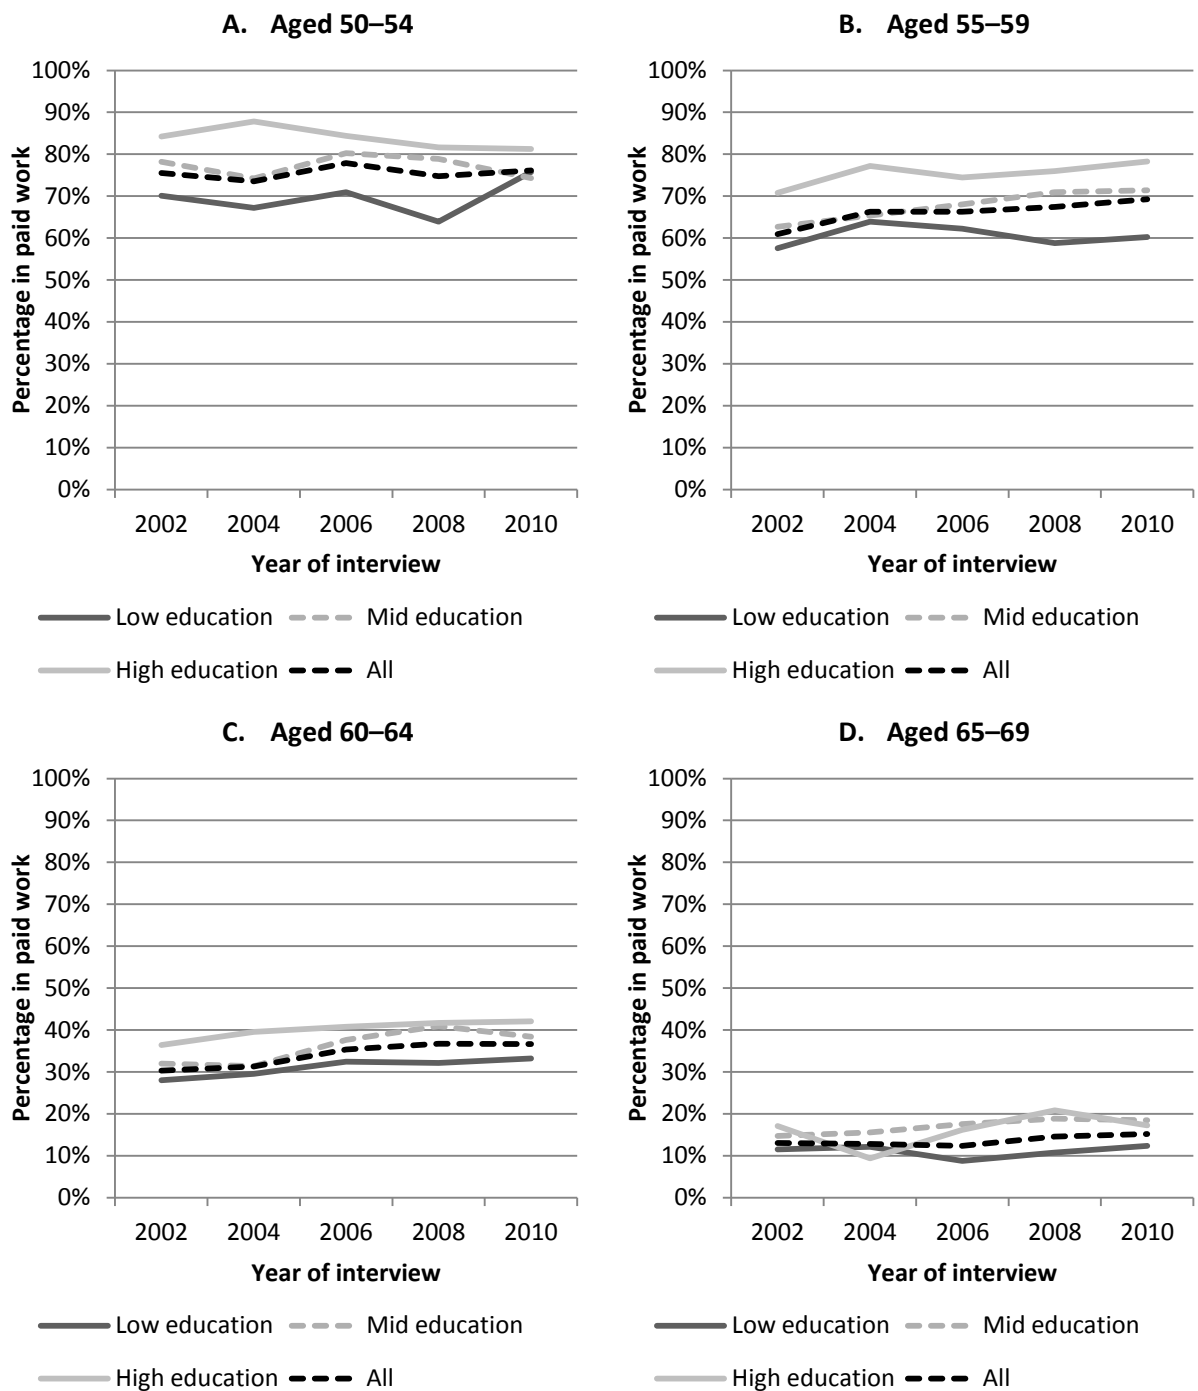 A. Aged 50–54
Percentage in paid work
100%
90%
80%
70%
60%
50%
40%
30%
20%
10%
0%
2002 2004 2006 2008 2010
Year of interview
Low education Mid education
High education All
B. Aged 55–59
Percentage in paid work
100%
90%
80%
70%
60%
50%
40%
30%
20%
10%
0%
2002 2004 2006 2008 2010
Year of interview
Low education Mid education
High education All
C. Aged 60–64
Percentage in paid work
100%
90%
80%
70%
60%
50%
40%
30%
20%
10%
0%
2002 2004 2006 2008 2010
Year of interview
Low education Mid education
High education All
D. Aged 65–69
Percentage in paid work
100%
90%
80%
70%
60%
50%
40%
30%
20%
10%
0%
2002 2004 2006 2008 2010
Year of interview
Low education Mid education
High education All